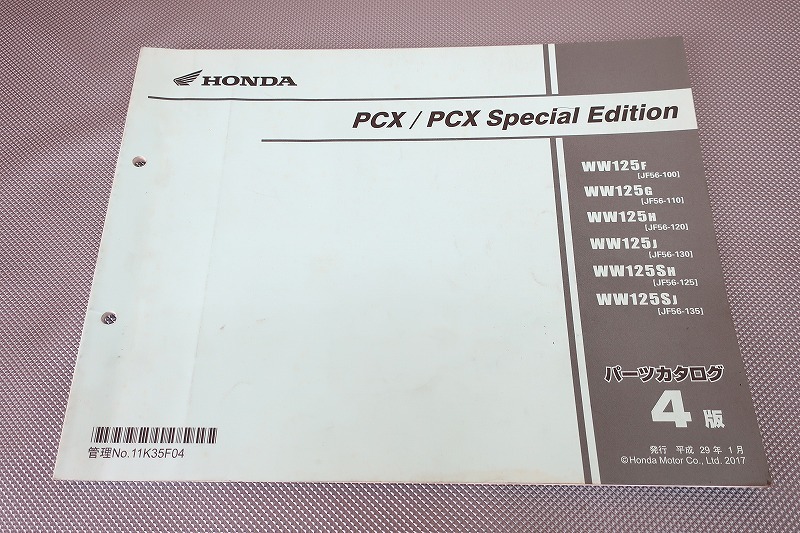 HONDA
PCX / PCX Special Edition
WW125F
[JF56-100]
WW125G
[JF56-110]
WW125H
[JF56-120]
WW125J
[JF56-130]
WW125SH
[JF56-125]
WW125SJ
[JF56-135]
パーツカタログ
4版
発行 平成 29年 1月
©Honda Motor Co., Ltd. 2017
管理No.11K35F04